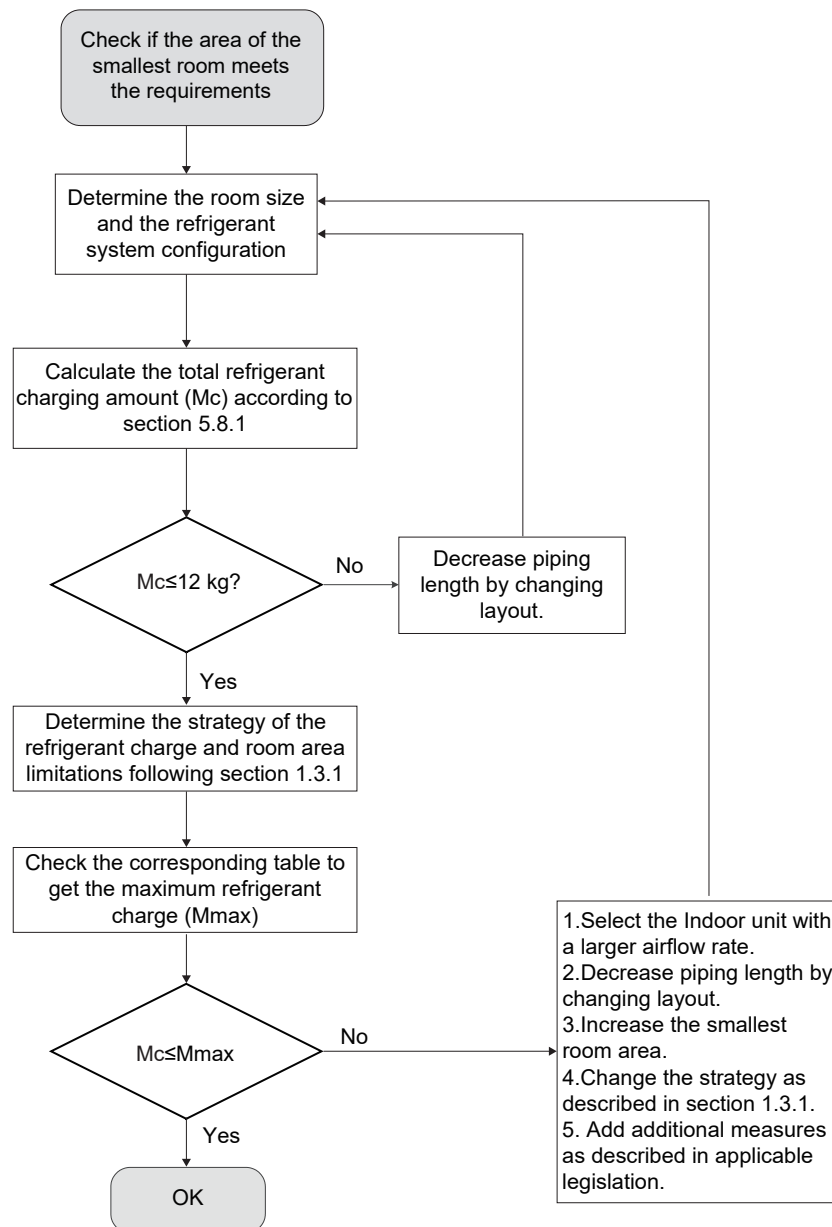 Check if the area of the
smallest room meets
the requirements
Determine the room size
and the refrigerant
system configuration
Calculate the total refrigerant
charging amount (Mc) according to
section 5.8.1
Mc≤12 kg?
No
Decrease piping
length by changing
layout.
Yes
Determine the strategy of the
refrigerant charge and room area
limitations following section 1.3.1
Check the corresponding table to
get the maximum refrigerant
charge (Mmax)
Mc≤Mmax
No
1.Select the Indoor unit with
a larger airflow rate.
2.Decrease piping length by
changing layout.
3.Increase the smallest
room area.
4.Change the strategy as
described in section 1.3.1.
5. Add additional measures
as described in applicable
legislation.
Yes
OK